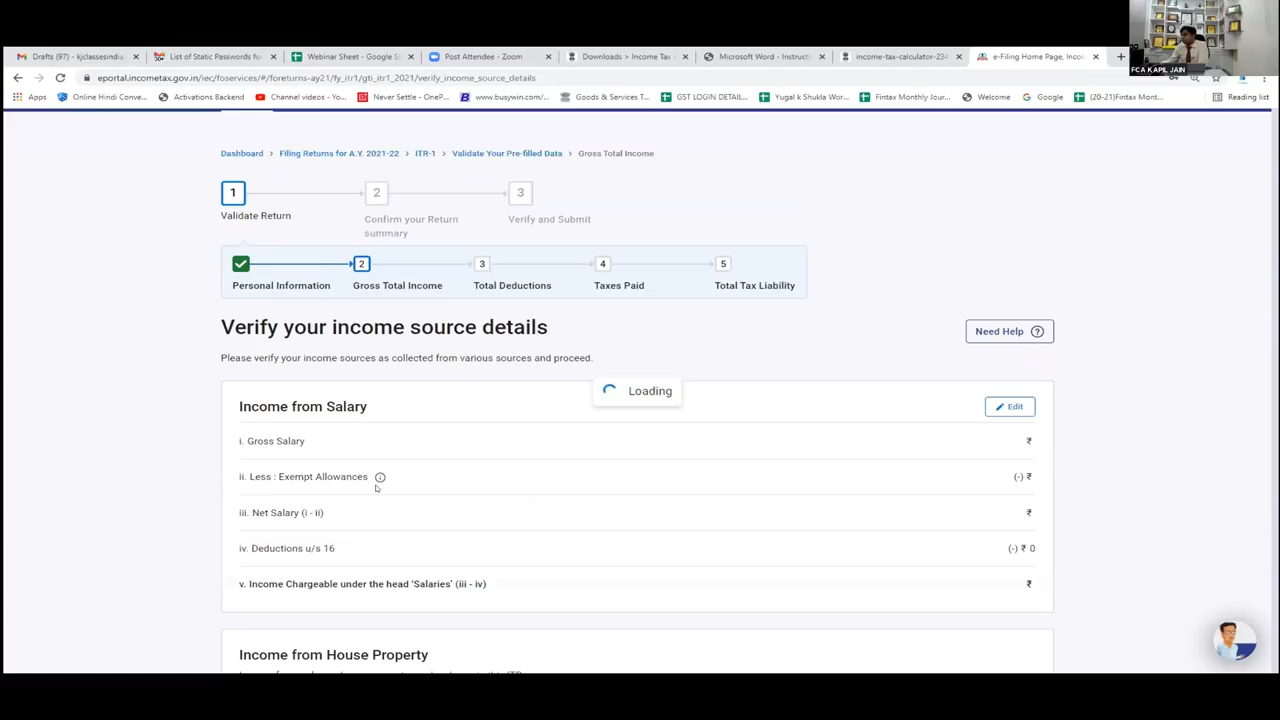 Drafts (97) - kjclassesindia
List of Static Passwords fo
Webinar Sheet - Google S
Post Attendee - Zoom
Downloads > Income Tax
Microsoft Word - Instructi
income-tax-calculator-234
e-Filing Home Page, Incon
eportal.incometax.gov.in/iec/foservices/#/foreturns-ay21/fy_itr1/gti_itr1_2021/verify_income_source_details
FCA KAPIL JAIN
Apps
Online Hindi Conver...
Activations Backend
Channel videos - Yo...
Never Settle - OneP...
www.busywin.com/...
Goods & Services T...
GST LOGIN DETAIL...
Yugal k Shukla Wor...
Fintax Monthly Jour...
Welcome
Google
(20-21)Fintax Mont...
Reading list
Dashboard > Filing Returns for A.Y. 2021-22 > ITR-1 > Validate Your Pre-filled Data > Gross Total Income
1
2
3
Validate Return
Confirm your Return
summary
Verify and Submit
2
3
4
5
Personal Information
Gross Total Income
Total Deductions
Taxes Paid
Total Tax Liability
Verify your income source details
Need Help
Please verify your income sources as collected from various sources and proceed.
Loading
Income from Salary
Edit
i. Gross Salary ₹
ii. Less : Exempt Allowances (-) ₹
iii. Net Salary (i - ii) ₹
iv. Deductions u/s 16 (-) ₹ 0
v. Income Chargeable under the head ‘Salaries’ (iii - iv) ₹
Income from House Property